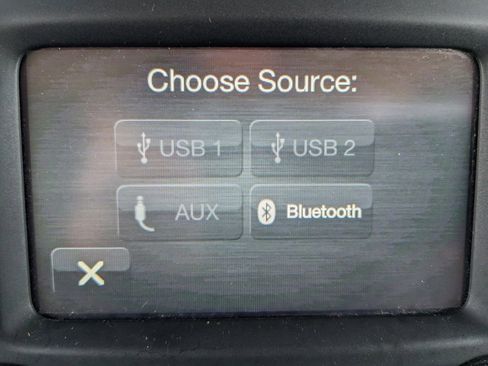 Choose Source:
USB 1
USB 2
AUX
Bluetooth